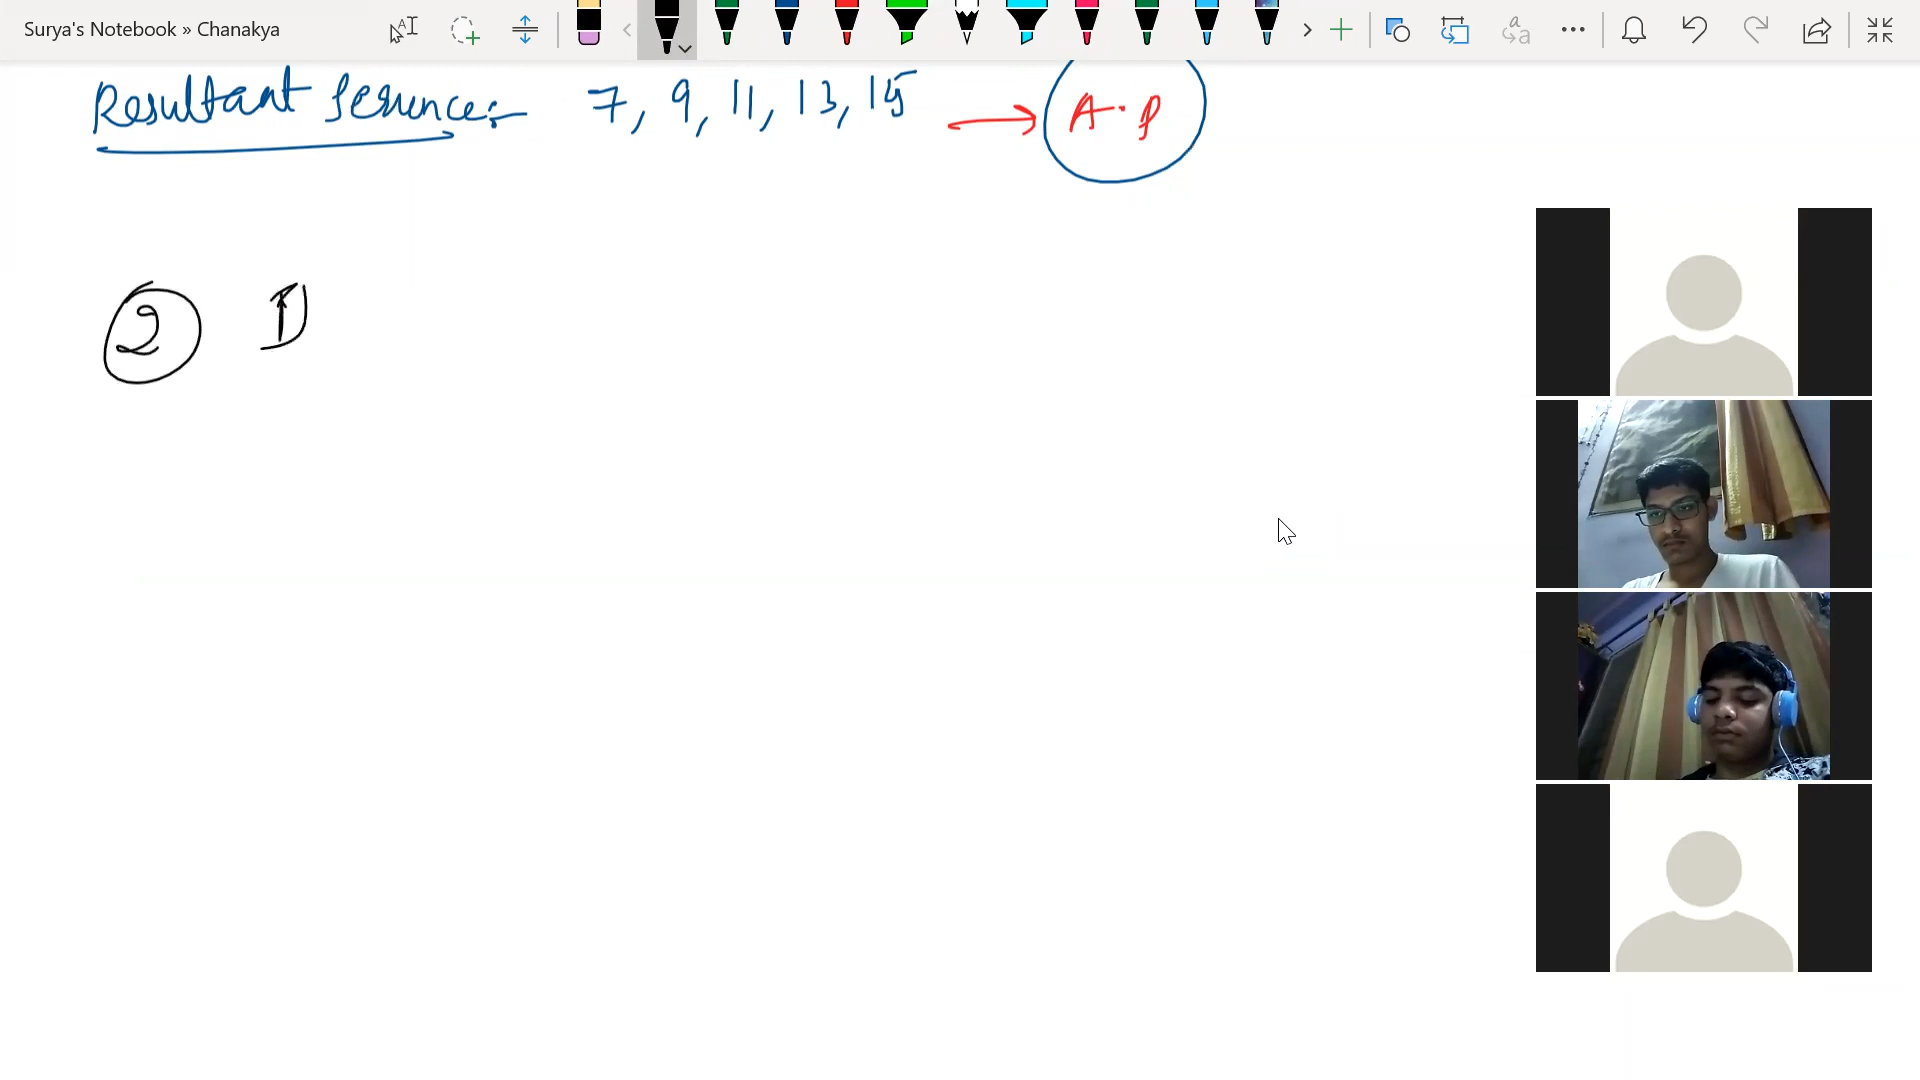 Surya's Notebook » Chanakya
Resultant Sequence:- 7, 9, 11, 13, 15 → A.P
2 D